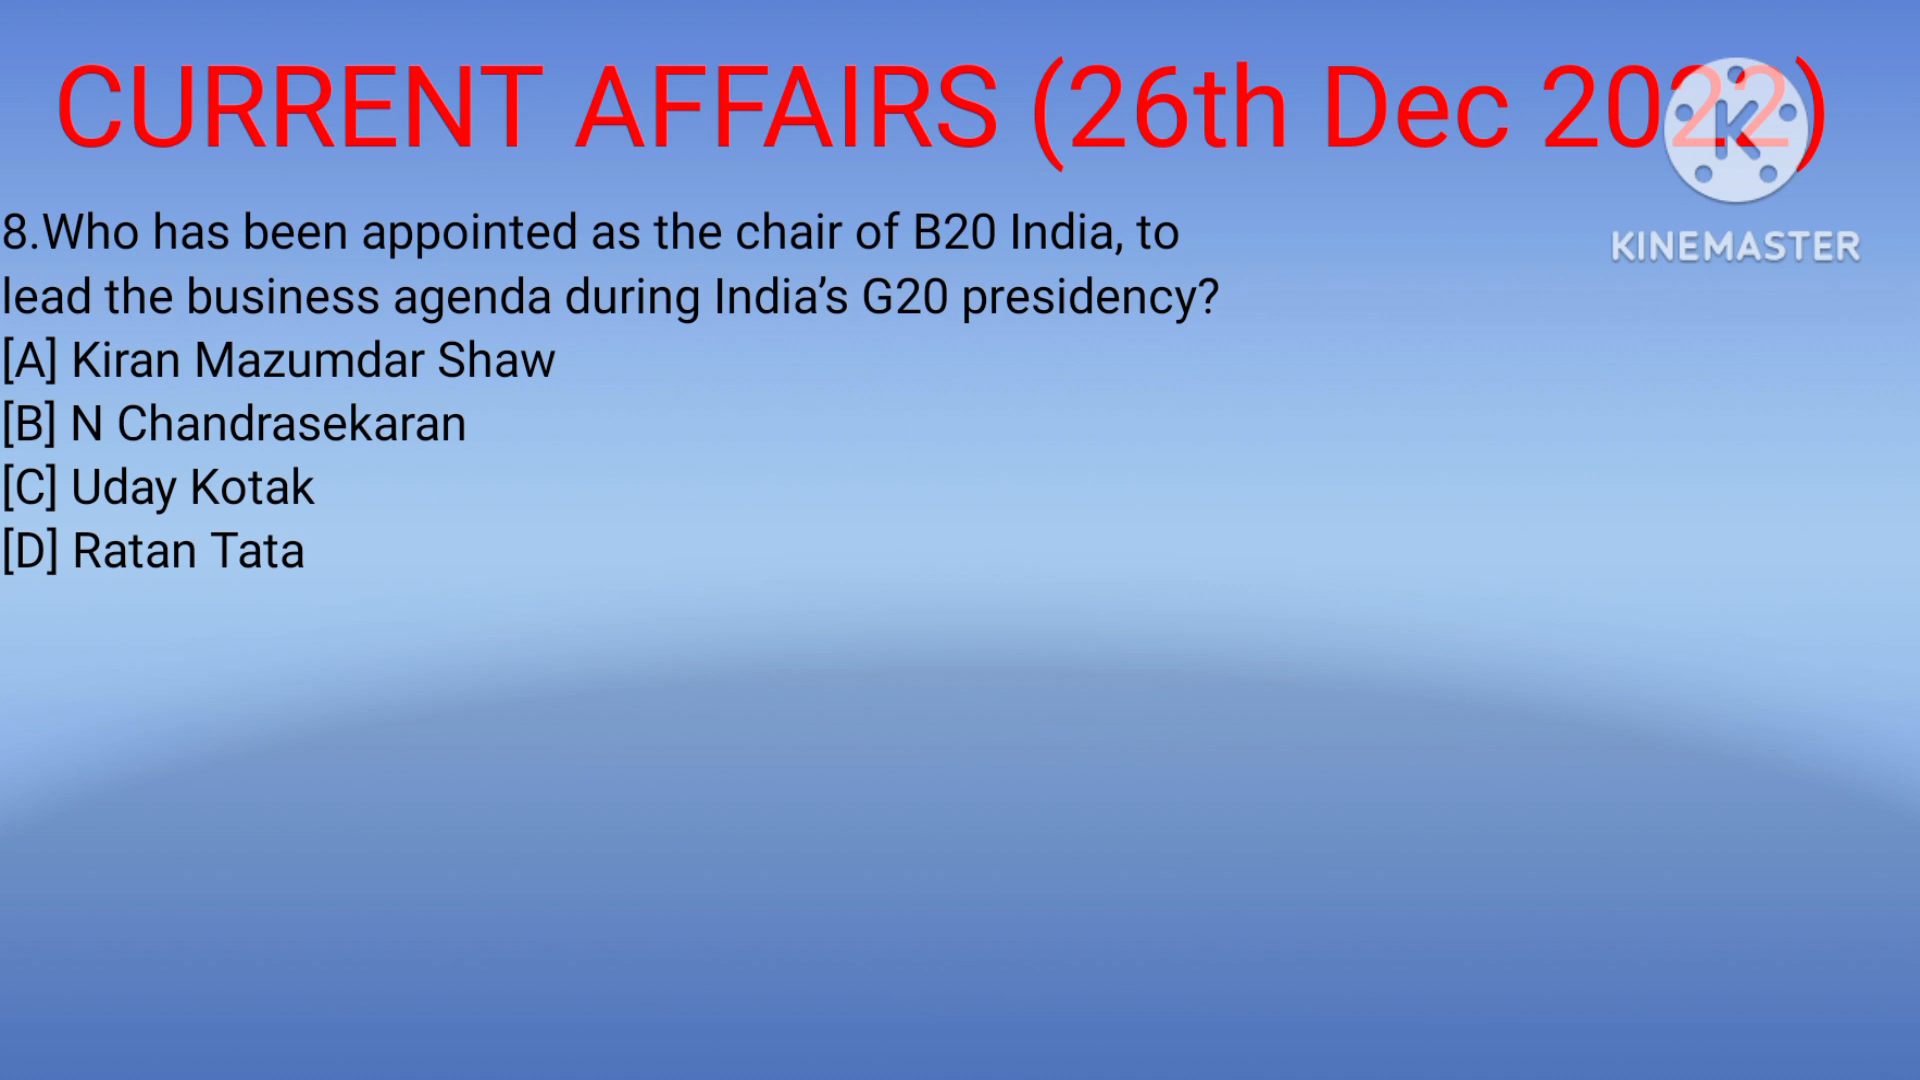 CURRENT AFFAIRS (26th Dec 2022)
KINEMASTER
8.Who has been appointed as the chair of B20 India, to
lead the business agenda during India’s G20 presidency?
[A] Kiran Mazumdar Shaw
[B] N Chandrasekaran
[C] Uday Kotak
[D] Ratan Tata